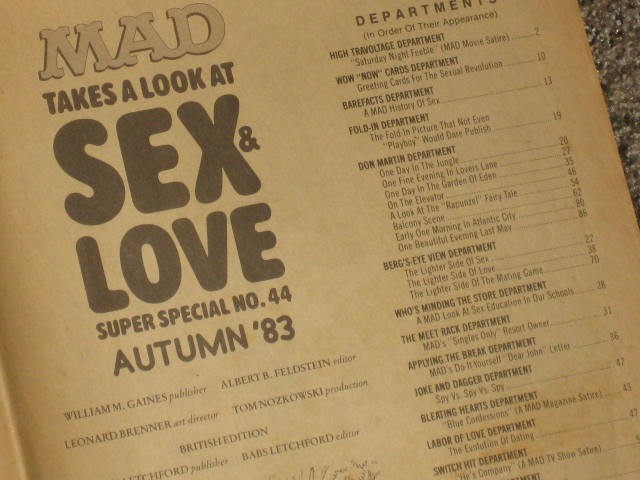 MAD
TAKES A LOOK AT
SEX &
LOVE
SUPER SPECIAL NO. 44
AUTUMN '83
WILLIAM M. GAINES publisher ALBERT B. FELDSTEIN editor
LEONARD BRENNER art director TOM NOZKOWSKI production
BRITISH EDITION
LETCHFORD publisher BABS LETCHFORD editor
DEPARTMENTS
(In Order Of Their Appearance)
HIGH TRAVOLTAGE DEPARTMENT
"Saturday Night Feeble" (MAD Movie Satire) 2
WOW "NOW" CARDS DEPARTMENT
Greeting Cards For The Sexual Revolution 10
BAREFACTS DEPARTMENT
A MAD History Of Sex 13
FOLD-IN DEPARTMENT
The Fold-In Picture That Not Even
"Playboy" Would Dare Publish 19
DON MARTIN DEPARTMENT
One Day In The Jungle 20
One Fine Evening In Lovers Lane 27
One Day In The Garden Of Eden 35
On The Elevator 46
A Look At The "Rapunzel" Fairy Tale 54
Balcony Scene 62
Early One Morning In Atlantic City 80
One Beautiful Evening Last May 86
BERG'S-EYE VIEW DEPARTMENT
The Lighter Side Of Sex 22
The Lighter Side Of Love 38
The Lighter Side Of The Mating Game 70
WHO'S MINDING THE STORE DEPARTMENT
A MAD Look At Sex Education In Our Schools 28
THE MEET RACK DEPARTMENT
MAD's "Singles Only" Resort Owner 31
APPLYING THE BREAK DEPARTMENT
MAD's Do-It-Yourself "Dear John" Letter 36
JOKE AND DAGGER DEPARTMENT
Spy Vs. Spy Vs. Spy 42
BLEATING HEARTS DEPARTMENT
"Blue Confessions" (A MAD Magazine Satire) 43
LABOR OF LOVE DEPARTMENT
The Evolution Of Dating 47
SWITCH HIT DEPARTMENT
"He's Company" (A MAD TV Show Satire)